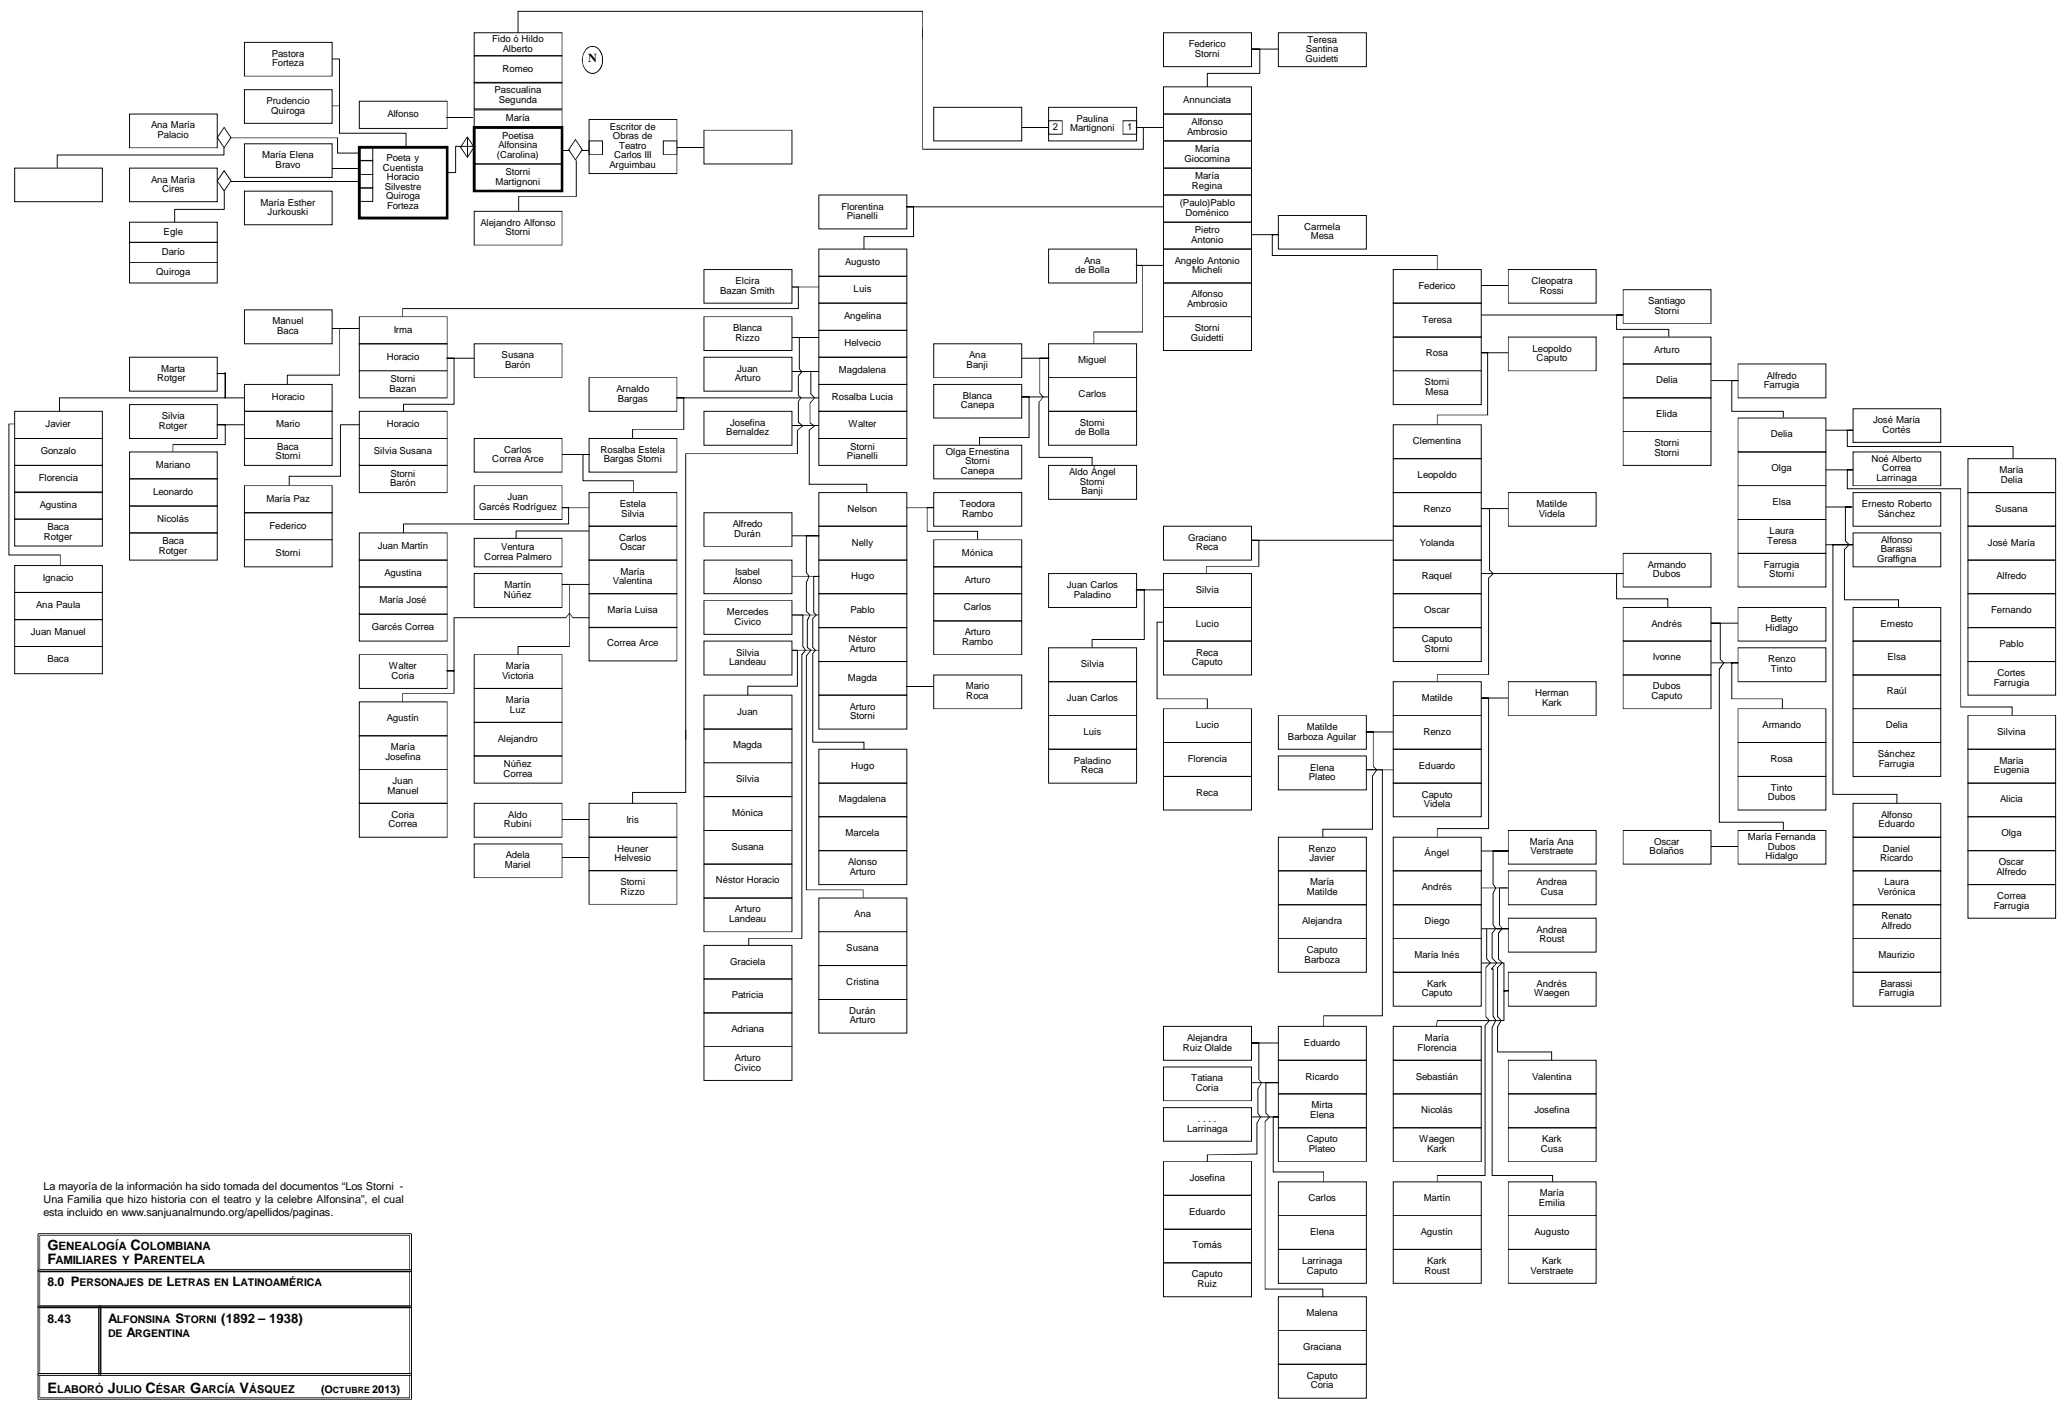 Fido ó Hildo
Alberto
Romeo
Pascualina
Segunda
María
Poetisa
Alfonsina
(Carolina)
Storni
Martignoni
N
Pastora
Forteza
Prudencio
Quiroga
Alfonso
Ana María
Palacio
María Elena
Bravo
Ana María
Cires
María Esther
Jurkouski
Poeta y
Cuentista
Horacio
Silvestre
Quiroga
Forteza
Escritor de
Obras de
Teatro
Carlos III
Arguimbau
Alejandro Alfonso
Storni
Egle
Darío
Quiroga
Federico
Storni
Teresa
Santina
Guidetti
2
Paulina
Martignoni
1
Annunciata
Alfonso
Ambrosio
María
Giocomina
María
Regina
(Paulo)Pablo
Doménico
Pietro
Antonio
Angelo Antonio
Micheli
Alfonso
Ambrosio
Storni
Guidetti
Florentina
Pianelli
Carmela
Mesa
Ana
de Bolla
Augusto
Luis
Angelina
Helvecio
Magdalena
Rosalba Lucia
Walter
Storni
Pianelli
Elcira
Bazan Smith
Blanca
Rizzo
Juan
Arturo
Josefina
Bernaldez
Arnaldo
Bargas
Rosalba Estela
Bargas Storni
Carlos
Correa Arce
Manuel
Baca
Irma
Horacio
Storni
Bazan
Susana
Barón
Marta
Rotger
Silvia
Rotger
Horacio
Mario
Baca
Storni
Horacio
Silvia Susana
Storni
Barón
Javier
Gonzalo
Florencia
Agustina
Baca
Rotger
Mariano
Leonardo
Nicolás
Baca
Rotger
María Paz
Federico
Storni
Ignacio
Ana Paula
Juan Manuel
Baca
Juan
Garcés Rodríguez
Ventura
Correa Palmero
Martín
Núñez
Estela
Silvia
Carlos
Oscar
María
Valentina
María Luisa
Correa Arce
Juan Martín
Agustina
María José
Garcés Correa
Walter
Coria
María
Victoria
María
Luz
Alejandro
Núñez
Correa
Agustín
María
Josefina
Juan
Manuel
Coria
Correa
Aldo
Rubini
Adela
Mariel
Iris
Heuner
Helvesio
Storni
Rizzo
Ana
Banji
Blanca
Canepa
Miguel
Carlos
Storni
de Bolla
Olga Ernestina
Storni
Canepa
Aldo Ángel
Storni
Banji
Alfredo
Durán
Isabel
Alonso
Mercedes
Civico
Silvia
Landeau
Nelson
Nelly
Hugo
Pablo
Néstor
Arturo
Magda
Arturo
Storni
Teodora
Rambo
Mónica
Arturo
Carlos
Arturo
Rambo
Mario
Roca
Juan
Magda
Silvia
Mónica
Susana
Néstor Horacio
Arturo
Landeau
Hugo
Magdalena
Marcela
Alonso
Arturo
Ana
Susana
Cristina
Durán
Arturo
Graciela
Patricia
Adriana
Arturo
Civico
Federico
Teresa
Rosa
Storni
Mesa
Cleopatra
Rossi
Leopoldo
Caputo
Santiago
Storni
Arturo
Delia
Elida
Storni
Storni
Alfredo
Farrugia
Delia
Olga
Elsa
Laura
Teresa
Farrugia
Storni
José María
Cortés
Noé Alberto
Correa
Larrinaga
Ernesto Roberto
Sánchez
Alfonso
Barassi
Graffigna
María
Delia
Susana
José María
Alfredo
Fernando
Pablo
Cortes
Farrugia
Silvina
María
Eugenia
Alicia
Olga
Oscar
Alfredo
Correa
Farrugia
Ernesto
Elsa
Raúl
Delia
Sánchez
Farrugia
Alfonso
Eduardo
Daniel
Ricardo
Laura
Verónica
Renato
Alfredo
Maurizio
Barassi
Farrugia
Clementina
Leopoldo
Renzo
Yolanda
Raquel
Oscar
Caputo
Storni
Matilde
Videla
Graciano
Reca
Juan Carlos
Paladino
Silvia
Lucio
Reca
Caputo
Silvia
Juan Carlos
Luis
Paladino
Reca
Lucio
Florencia
Reca
Armando
Dubos
Andrés
Ivonne
Dubos
Caputo
Betty
Hidlago
Renzo
Tinto
Armando
Rosa
Tinto
Dubos
Oscar
Bolaños
María Fernanda
Dubos
Hidalgo
Matilde
Renzo
Eduardo
Caputo
Videla
Herman
Kark
Matilde
Barboza Aguilar
Elena
Plateo
Renzo
Javier
María
Matilde
Alejandra
Caputo
Barboza
Ángel
Andrés
Diego
María Inés
Kark
Caputo
María Ana
Verstraete
Andrea
Cusa
Andrea
Roust
Andrés
Waegen
Alejandra
Ruiz Olalde
Tatiana
Coria
. . . .
Larrinaga
Eduardo
Ricardo
Mirta
Elena
Caputo
Plateo
María
Florencia
Sebastián
Nicolás
Waegen
Kark
Valentina
Josefina
Kark
Cusa
Josefina
Eduardo
Tomás
Caputo
Ruiz
Carlos
Elena
Larrinaga
Caputo
Martín
Agustín
Kark
Roust
María
Emilia
Augusto
Kark
Verstraete
Malena
Graciana
Caputo
Coria
La mayoría de la información ha sido tomada del documentos “Los Storni -
Una Familia que hizo historia con el teatro y la celebre Alfonsina”, el cual
esta incluido en www.sanjuanalmundo.org/apellidos/paginas.
GENEALOGÍA COLOMBIANA
FAMILIARES Y PARENTELA
8.0 PERSONAJES DE LETRAS EN LATINOAMÉRICA
8.43 ALFONSINA STORNI (1892 – 1938)
DE ARGENTINA
ELABORÓ JULIO CÉSAR GARCÍA VÁSQUEZ (OCTUBRE 2013)